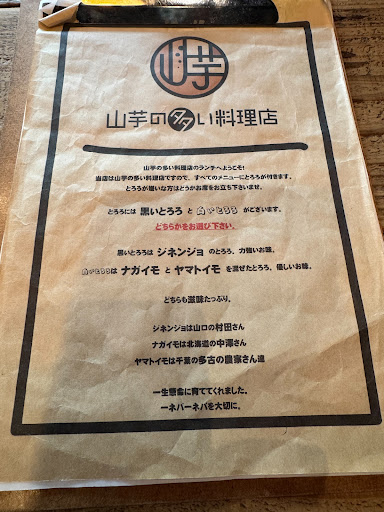 山芋
山芋の多い料理店
山芋の多い料理店のランチへようこそ!
当店は山芋の多い料理店ですので、すべてのメニューにとろろが付きます。
とろろが嫌いな方はとうかお席をお立ち下さいませ。
とろろには 黒いとろろ と 白いとろろ がございます。
どちらかをお選び下さい。
黒いとろろは ジネンジョ のとろろ、力強いお味。
白いとろろは ナガイモ と ヤマトイモ を混ぜたとろろ、優しいお味。
どちらも滋味たっぷり。
ジネンジョは山口の村田さん
ナガイモは北海道の中澤さん
ヤマトイモは千葉の多古の農家さん達
一生懸命に育ててくれました。
一ネバーネバを大切に。